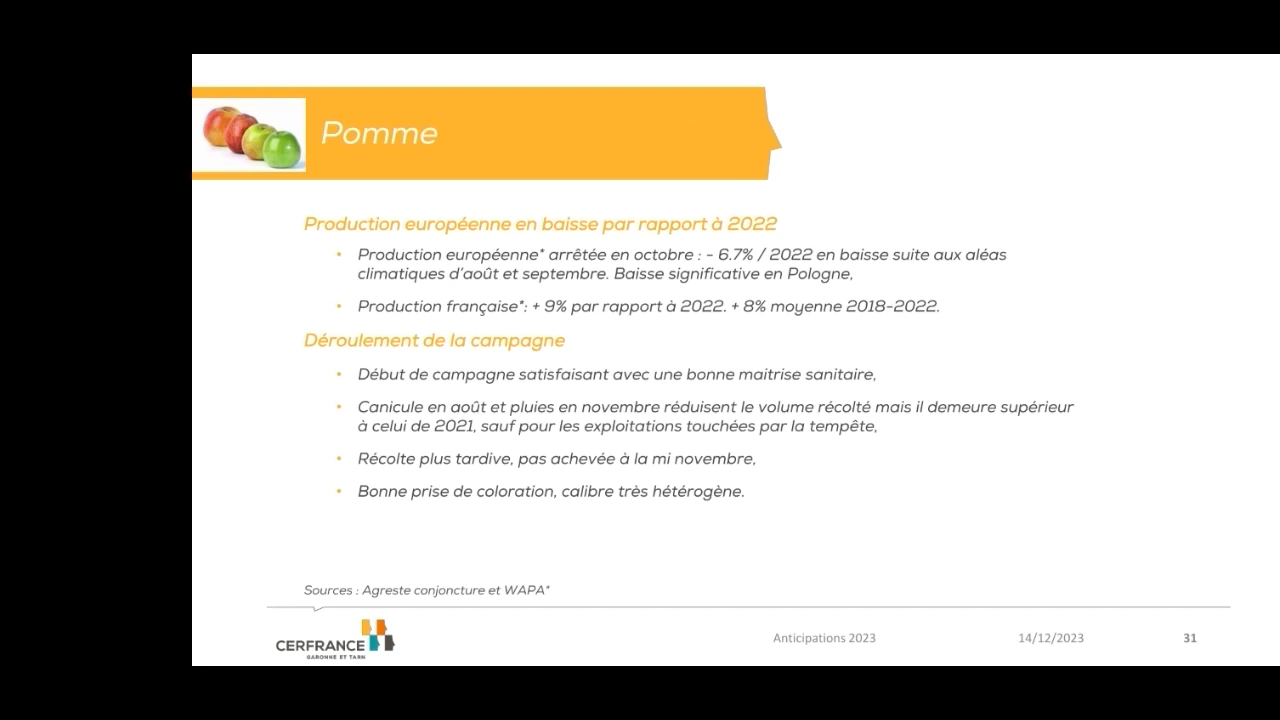 Pomme
Production européenne en baisse par rapport à 2022
• Production européenne* arrêtée en octobre : - 6.7% / 2022 en baisse suite aux aléas
climatiques d'août et septembre. Baisse significative en Pologne,
• Production française*: + 9% par rapport à 2022. + 8% moyenne 2018-2022.
Déroulement de la campagne
• Début de campagne satisfaisant avec une bonne maitrise sanitaire,
• Canicule en août et pluies en novembre réduisent le volume récolté mais il demeure supérieur
à celui de 2021, sauf pour les exploitations touchées par la tempête,
• Récolte plus tardive, pas achevée à la mi novembre,
• Bonne prise de coloration, calibre très hétérogène.
Sources : Agreste conjoncture et WAPA*
CERFRANCE
GARONNE ET TARN
Anticipations 2023
14/12/2023
31